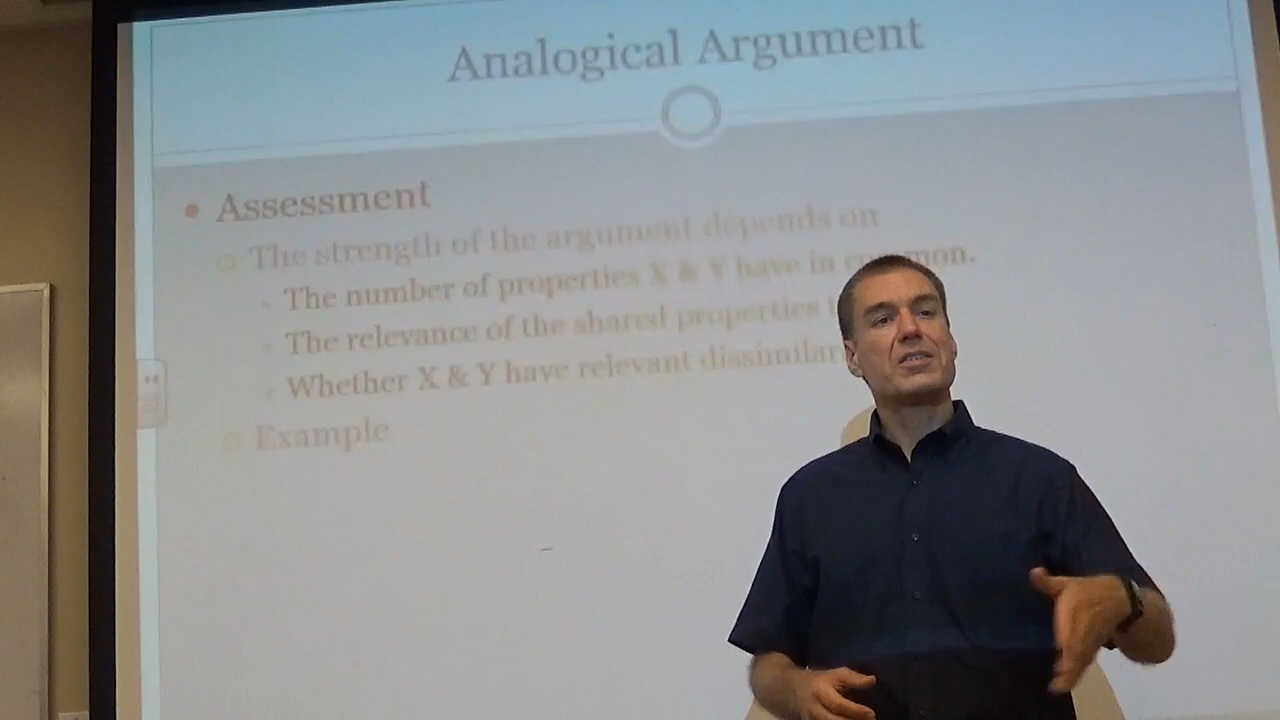 Analogical Argument
Assessment
The strength of the argument depends on
The number of properties X & Y have in common.
The relevance of the shared properties
Whether X & Y have relevant
Example